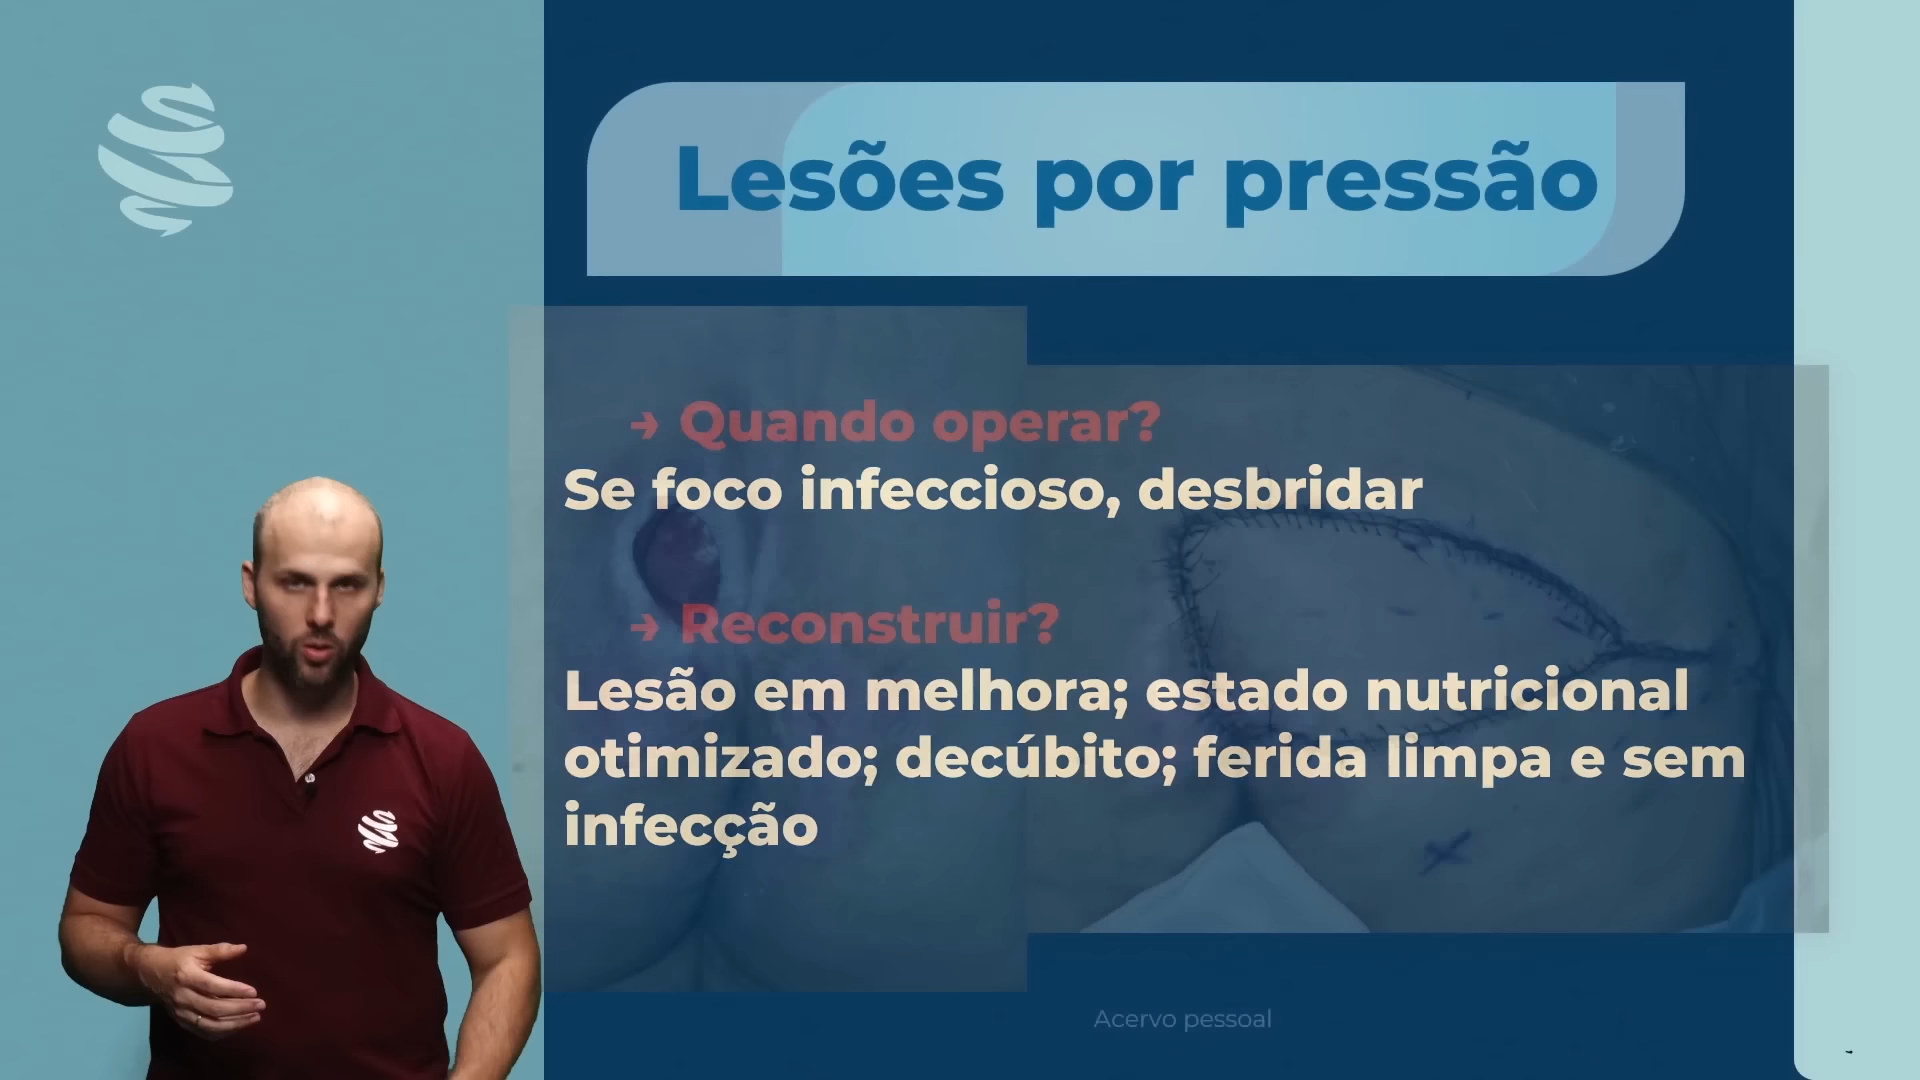 Lesões por pressão
→ Quando operar?
Se foco infeccioso, desbridar
→ Reconstruir?
Lesão em melhora; estado nutricional
otimizado; decúbito; ferida limpa e sem
infecção
Acervo pessoal